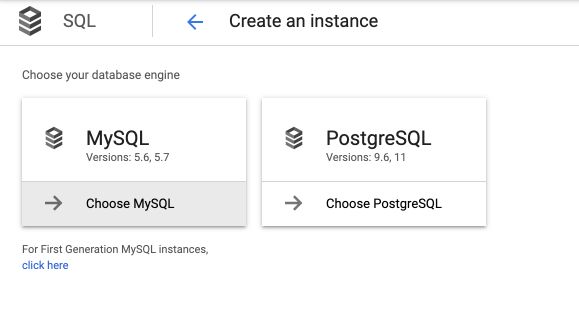 SQL
Create an instance
Choose your database engine
MySQL
Versions: 5.6, 5.7
Choose MySQL
PostgreSQL
Versions: 9.6, 11
Choose PostgreSQL
For First Generation MySQL instances,
click here